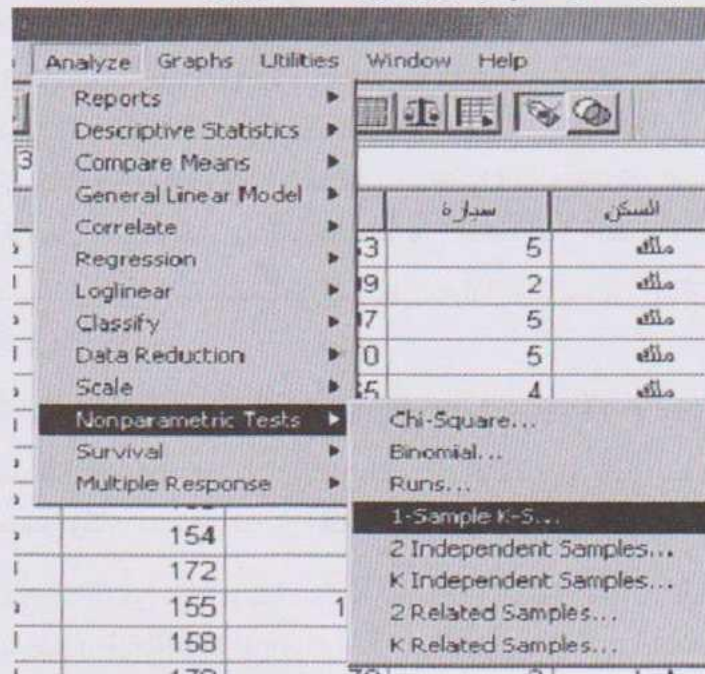 Analyze Graphs Utilities Window Help
Reports
Descriptive Statistics
Compare Means
General Linear Model
Correlate
Regression
Loglinear
Classify
Data Reduction
Scale
Nonparametric Tests
Survival
Multiple Response
Chi-Square...
Binomial...
Runs...
1-Sample K-S...
2 Independent Samples...
K Independent Samples...
2 Related Samples...
K Related Samples...
سيارة السكن
5 ملك
2 ملك
5 ملك
5 ملك
4 ملك
154
172
155 1
158